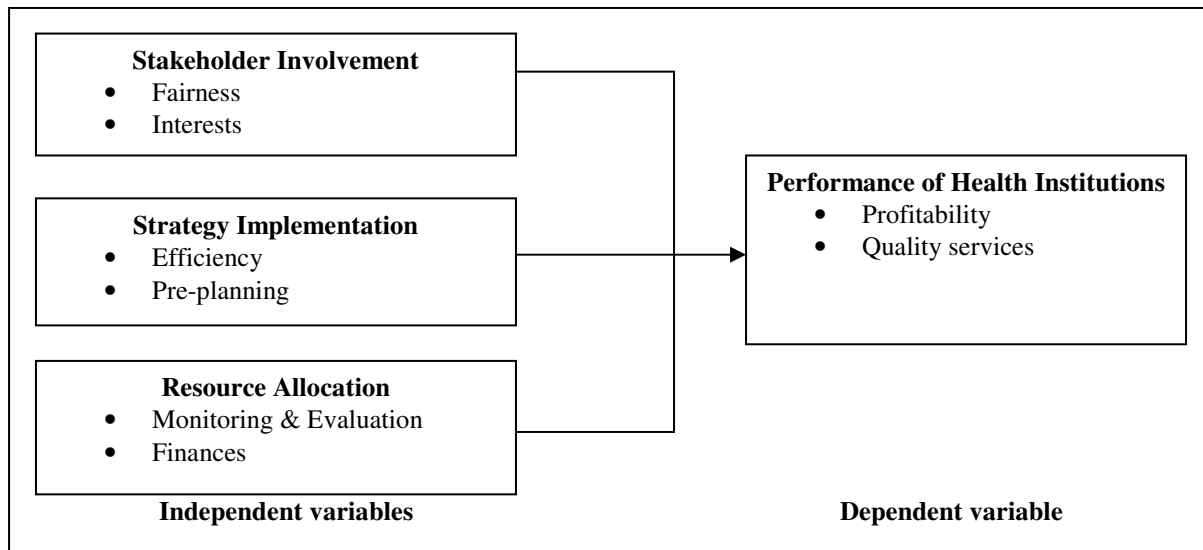 Stakeholder Involvement
• Fairness
• Interests
Strategy Implementation
• Efficiency
• Pre-planning
Resource Allocation
• Monitoring & Evaluation
• Finances
Independent variables
Performance of Health Institutions
• Profitability
• Quality services
Dependent variable